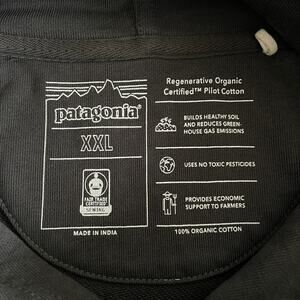 patagonia®
XXL
FAIR TRADE
CERTIFIED™
SEWING
MADE IN INDIA
Regenerative Organic
Certified™ Pilot Cotton
BUILDS HEALTHY SOIL
AND REDUCES GREEN-
HOUSE GAS EMISSIONS
USES NO TOXIC PESTICIDES
PROVIDES ECONOMIC
SUPPORT TO FARMERS
100% ORGANIC COTTON